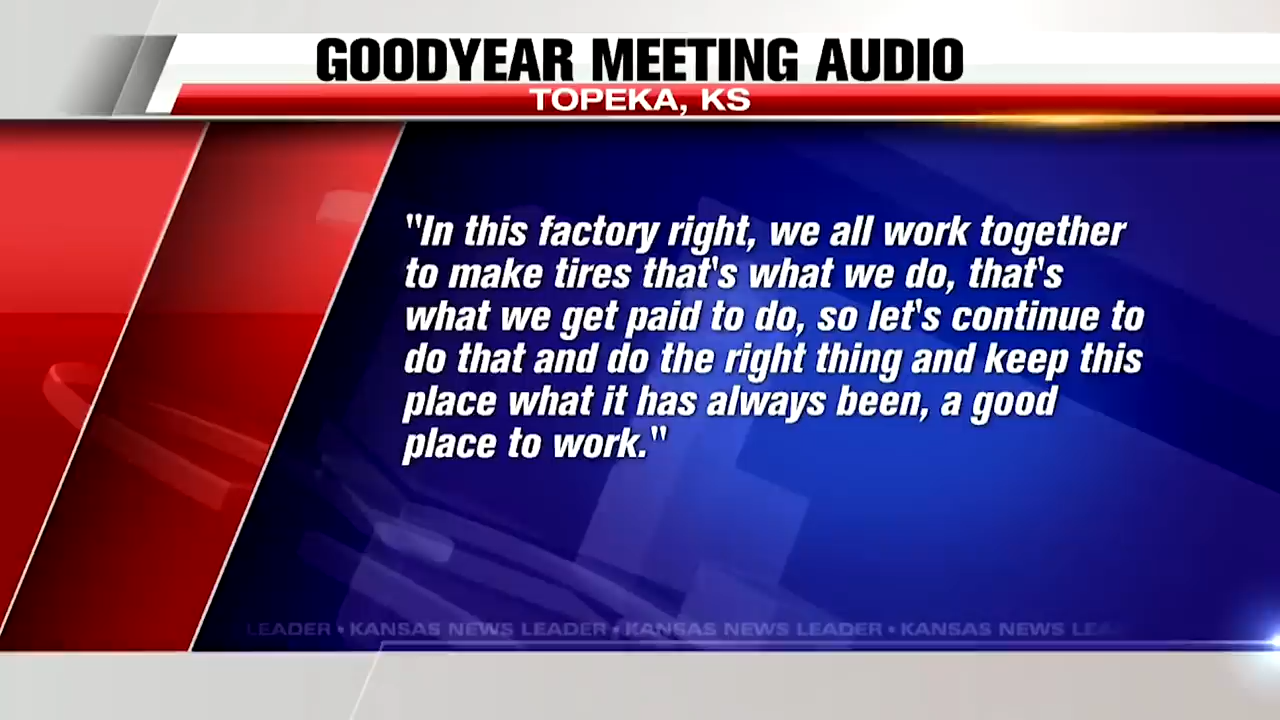 GOODYEAR MEETING AUDIO
TOPEKA, KS
"In this factory right, we all work together
to make tires that's what we do, that's
what we get paid to do, so let's continue to
do that and do the right thing and keep this
place what it has always been, a good
place to work."
LEADER • KANSAS NEWS LEADER • KANSAS NEWS LEADER • KANSAS NEWS LEA